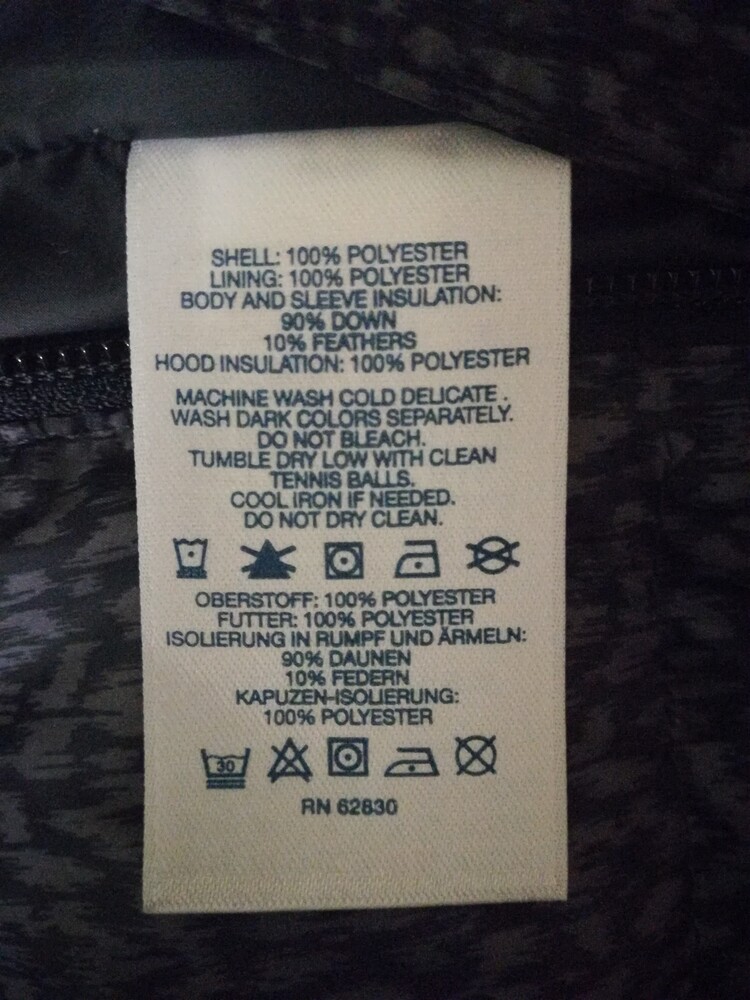 SHELL: 100% POLYESTER
LINING: 100% POLYESTER
BODY AND SLEEVE INSULATION:
90% DOWN
10% FEATHERS
HOOD INSULATION: 100% POLYESTER
MACHINE WASH COLD DELICATE.
WASH DARK COLORS SEPARATELY.
DO NOT BLEACH.
TUMBLE DRY LOW WITH CLEAN
TENNIS BALLS.
COOL IRON IF NEEDED.
DO NOT DRY CLEAN.
OBERSTOFF: 100% POLYESTER
FUTTER: 100% POLYESTER
ISOLIERUNG IN RUMPF UND ÄRMELN:
90% DAUNEN
10% FEDERN
KAPUZEN-ISOLIERUNG:
100% POLYESTER
30
RN 62830